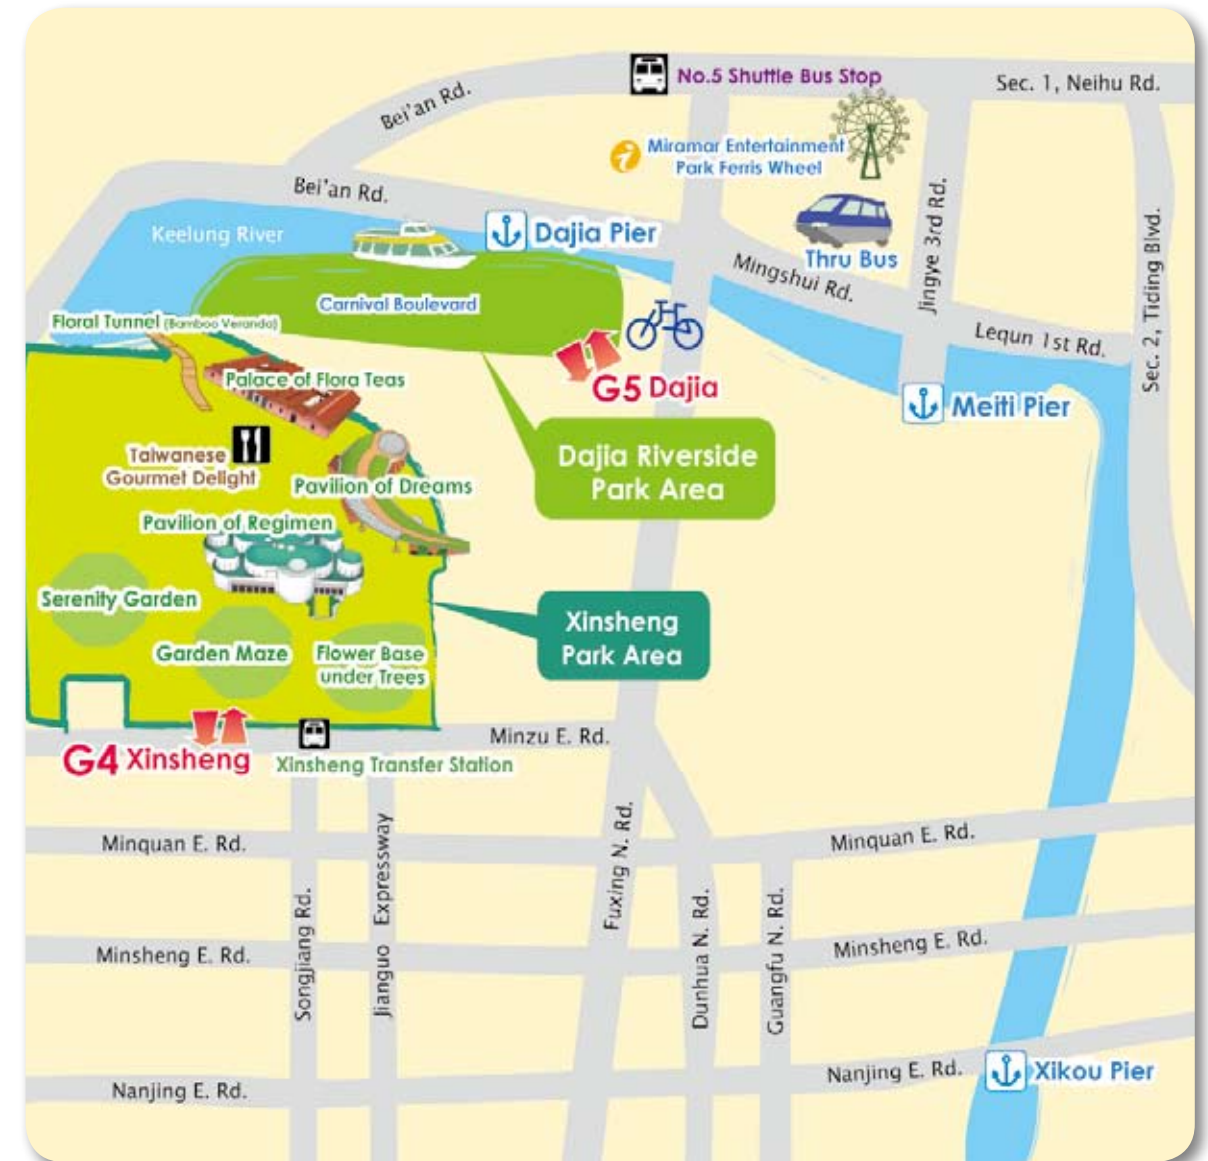 No.5 Shuttle Bus Stop
Sec. 1, Neihu Rd.
Bei'an Rd.
Miramar Entertainment
Park Ferris Wheel
Bei'an Rd.
Jingye 3rd Rd.
Keelung River
Dajia Pier
Thru Bus
Mingshui Rd.
Sec. 2, Tiding Blvd.
Carnival Boulevard
Floral Tunnel (Bamboo Veranda)
Lequn 1st Rd.
Palace of Flora Teas
G5 Dajia
Meiti Pier
Taiwanese
Gourmet Delight
Dajia Riverside
Park Area
Pavilion of Dreams
Pavilion of Regimen
Serenity Garden
Xinsheng
Park Area
Garden Maze
Flower Base
under Trees
Minzu E. Rd.
G4 Xinsheng
Xinsheng Transfer Station
Minquan E. Rd.
Minquan E. Rd.
Jianguo Expressway
Fuxing N. Rd.
Songjiang Rd.
Dunhua N. Rd.
Guangfu N. Rd.
Minsheng E. Rd.
Minsheng E. Rd.
Nanjing E. Rd.
Nanjing E. Rd.
Xikou Pier